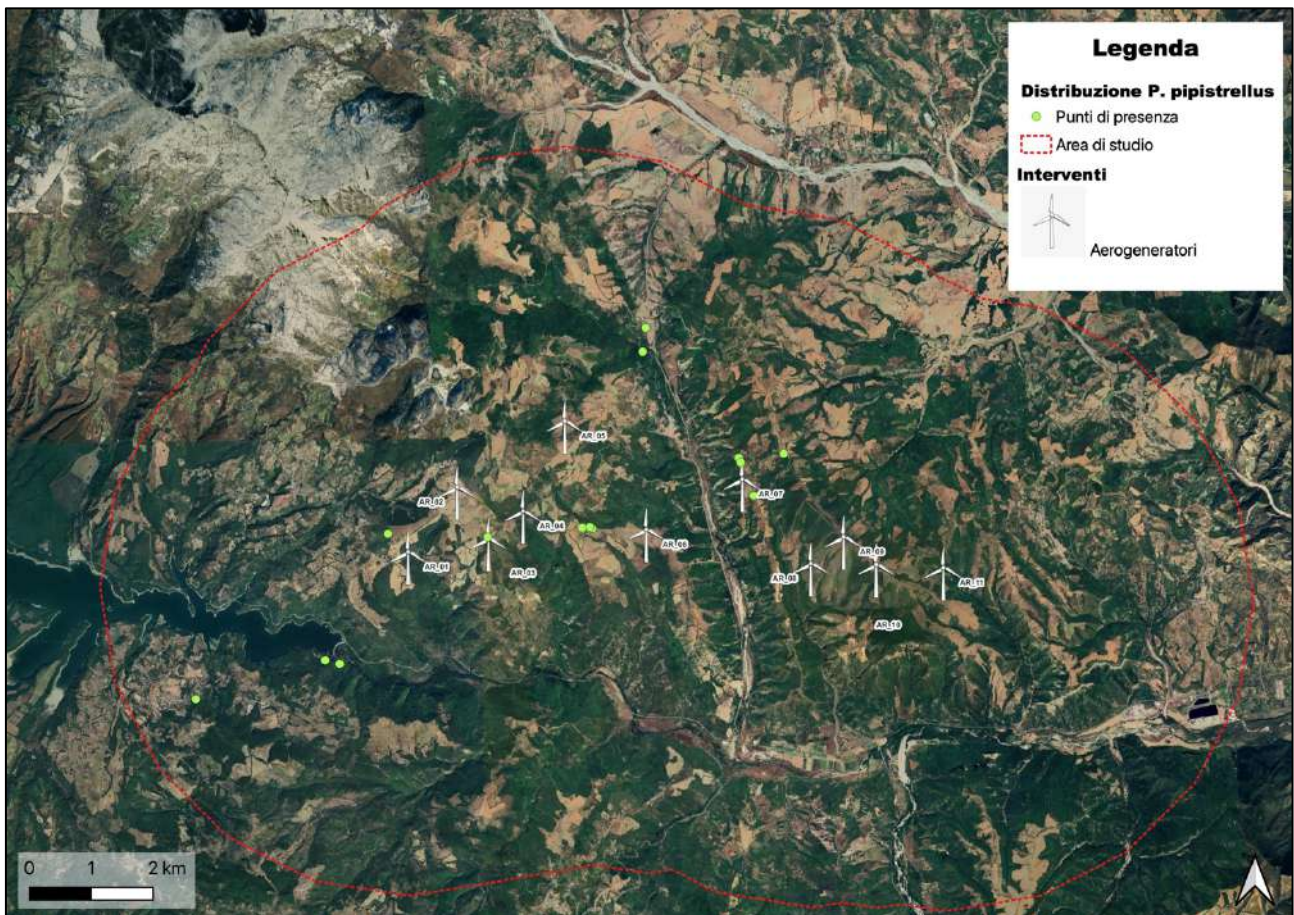 Legenda
Distribuzione P. pipistrellus
Punti di presenza
Area di studio
Interventi
Aerogeneratori
AR_05
AR_02
AR_07
AR_04
AR_06
AR_09
AR_01
AR_03
AR_08
AR_11
AR_10
0 1 2 km